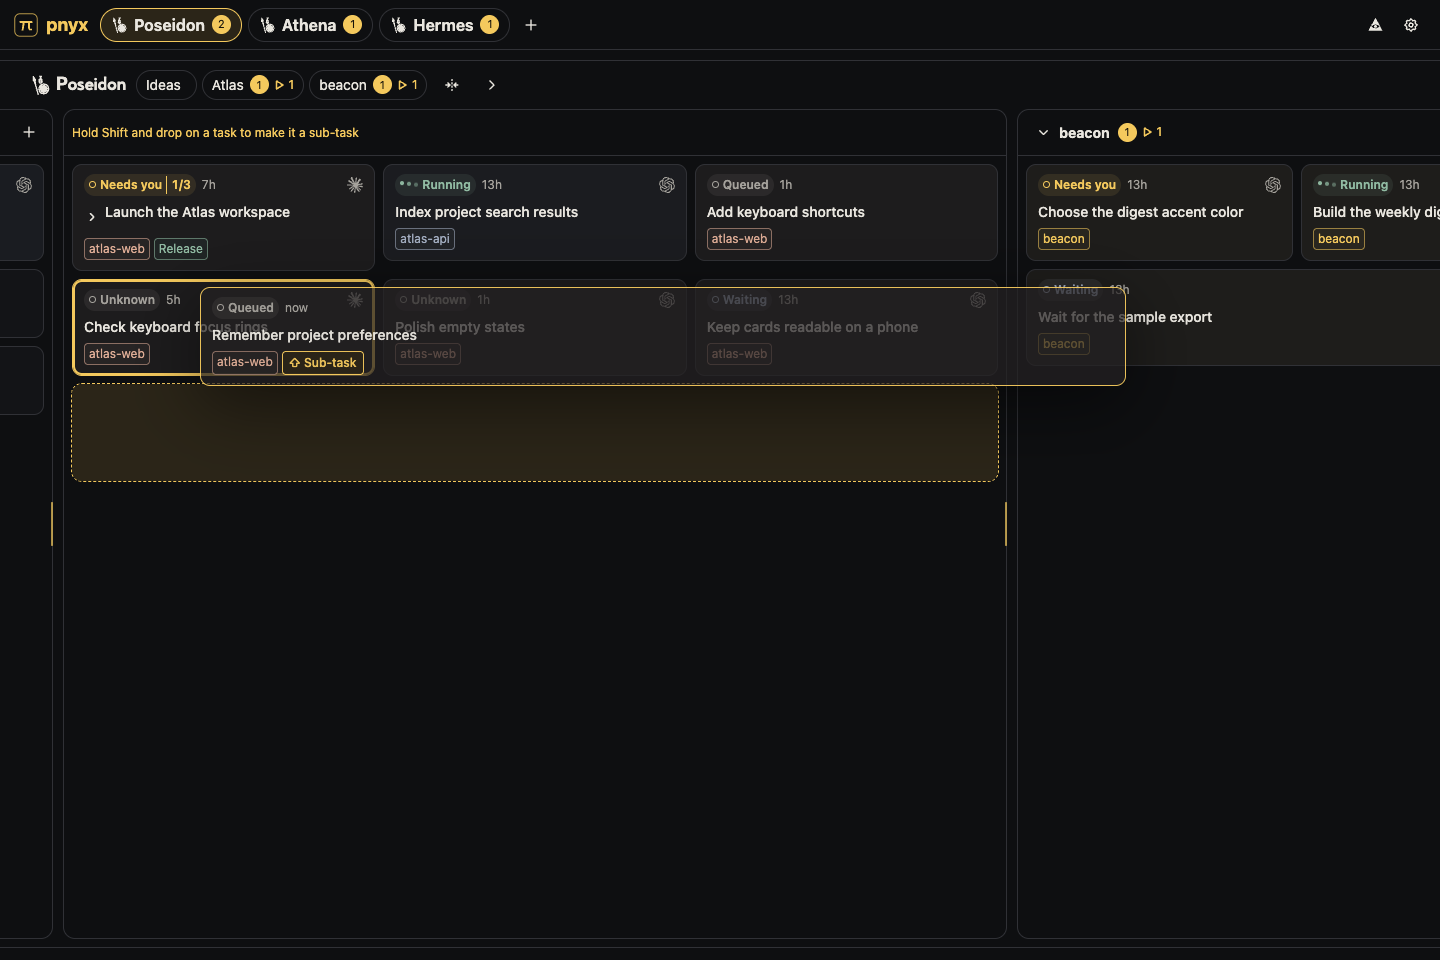 π pnyx Poseidon 2 Athena 1 Hermes 1 +
Poseidon Ideas Atlas 1 1 beacon 1 1
Hold Shift and drop on a task to make it a sub-task
beacon 1 1
Needs you 1/3 7h
Launch the Atlas workspace
atlas-web Release
Running 13h
Index project search results
atlas-api
Queued 1h
Add keyboard shortcuts
atlas-web
Needs you 13h
Choose the digest accent color
beacon
Running 13h
Build the weekly dig
beacon
Unknown 5h
Check keyboard focus rings
atlas-web
Queued now
Remember project preferences
atlas-web Sub-task
Unknown 1h
Polish empty states
atlas-web
Waiting 13h
Keep cards readable on a phone
atlas-web
Waiting 13h
Wait for the sample export
beacon